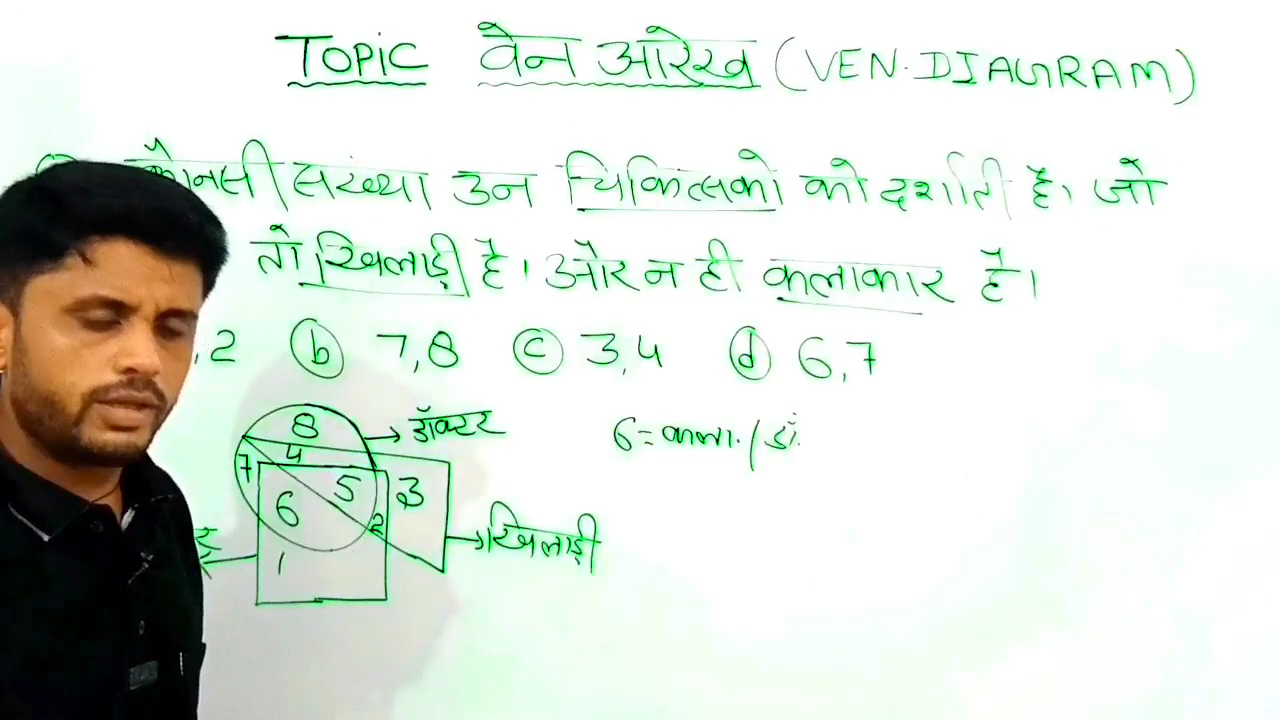 TOPIC वेन आरेख (VEN.DIAGRAM)
कौनसी संख्या उन चिकित्सको को दर्शाती है। जो
तो खिलाड़ी है। और न ही कलाकार है।
,2 (b) 7,8 (c) 3,4 (d) 6,7
8 डॉक्टर
6=कला./डॉ.
7 4
6 5 3
2
खिलाड़ी
1